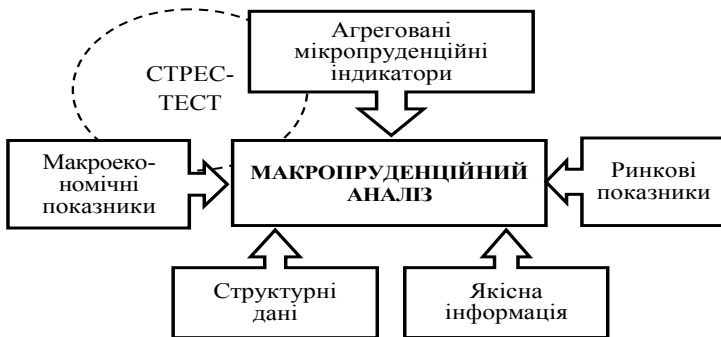 Агреговані
мікропруденційні
індикатори
СТРЕС-
ТЕСТ
Макроеко-
номічні
показники
МАКРОПРУДЕНЦІЙНИЙ
АНАЛІЗ
Ринкові
показники
Структурні
дані
Якісна
інформація